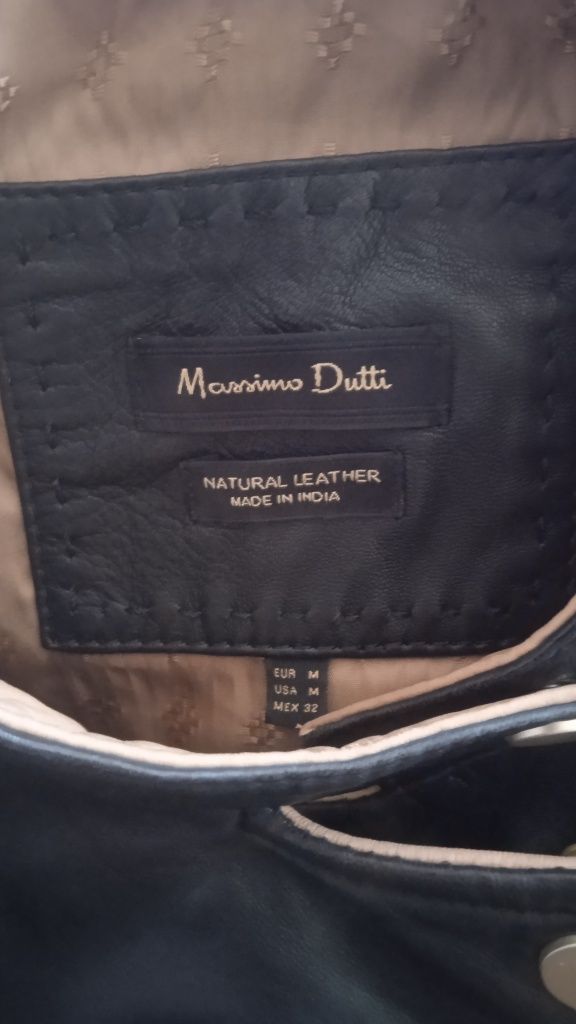 Massimo Dutti
NATURAL LEATHER
MADE IN INDIA
EUR M
USA M
MEX 32